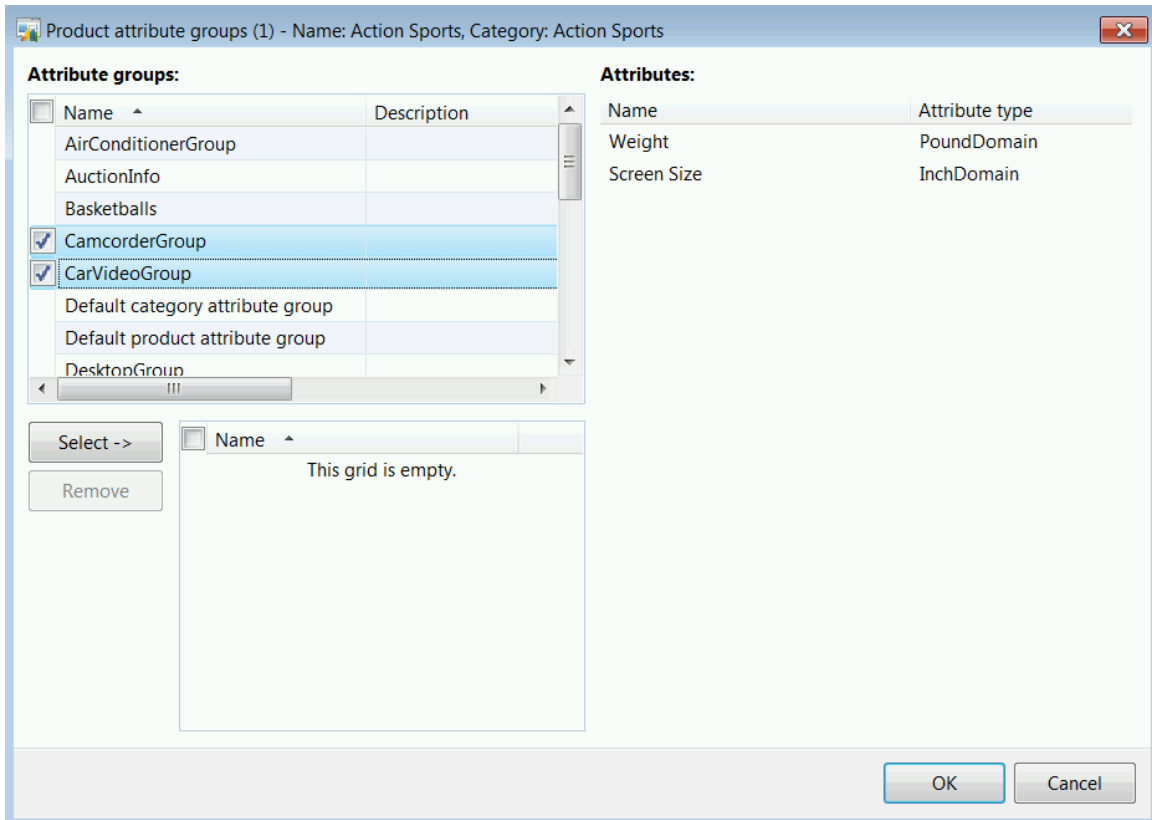 Product attribute groups (1) - Name: Action Sports, Category: Action Sports
Attribute groups:
Name Description
AirConditionerGroup
AuctionInfo
Basketballs
CamcorderGroup
CarVideoGroup
Default category attribute group
Default product attribute group
DesktopGroup
Select ->
Remove
Name
This grid is empty.
Attributes:
Name Attribute type
Weight PoundDomain
Screen Size InchDomain
OK Cancel